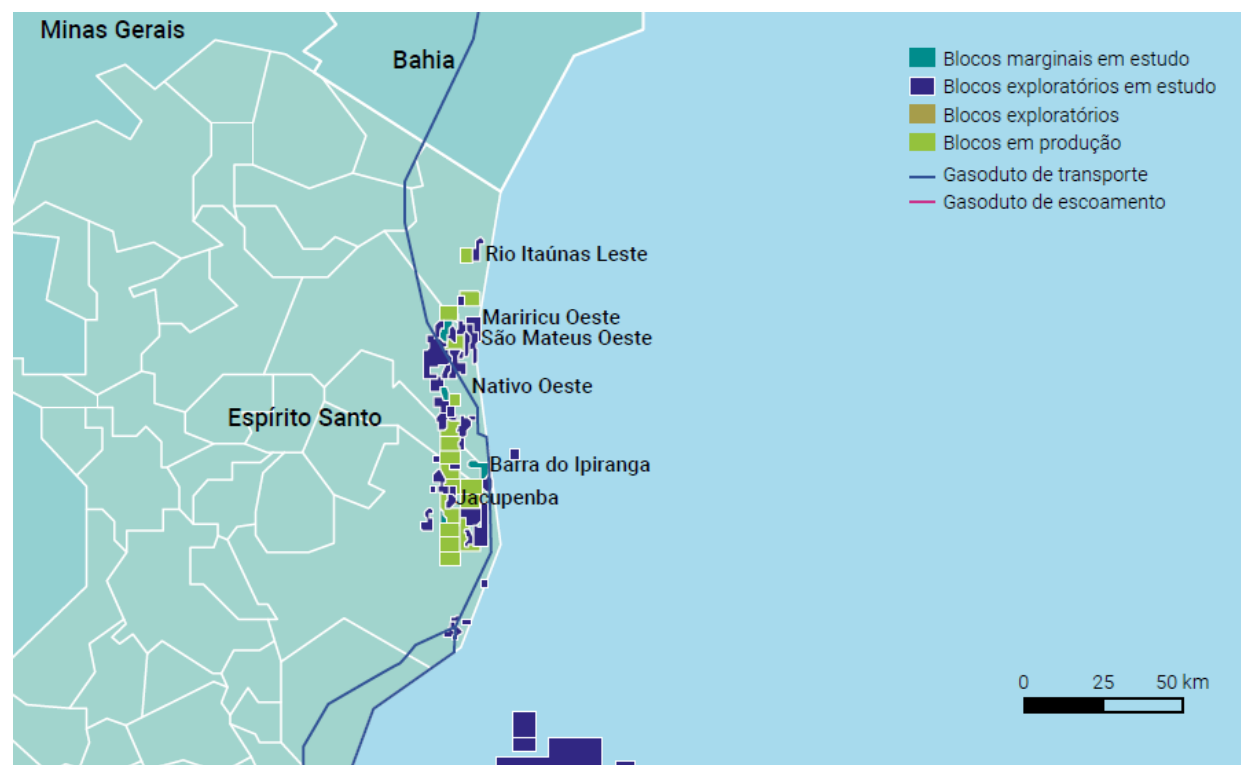 Minas Gerais
Bahia
Blocos marginais em estudo
Blocos exploratórios em estudo
Blocos exploratórios
Blocos em produção
Gasoduto de transporte
Gasoduto de escoamento
Rio Itaúnas Leste
Mariricu Oeste
São Mateus Oeste
Nativo Oeste
Espírito Santo
Barra do Ipiranga
Jacupenba
0 25 50 km